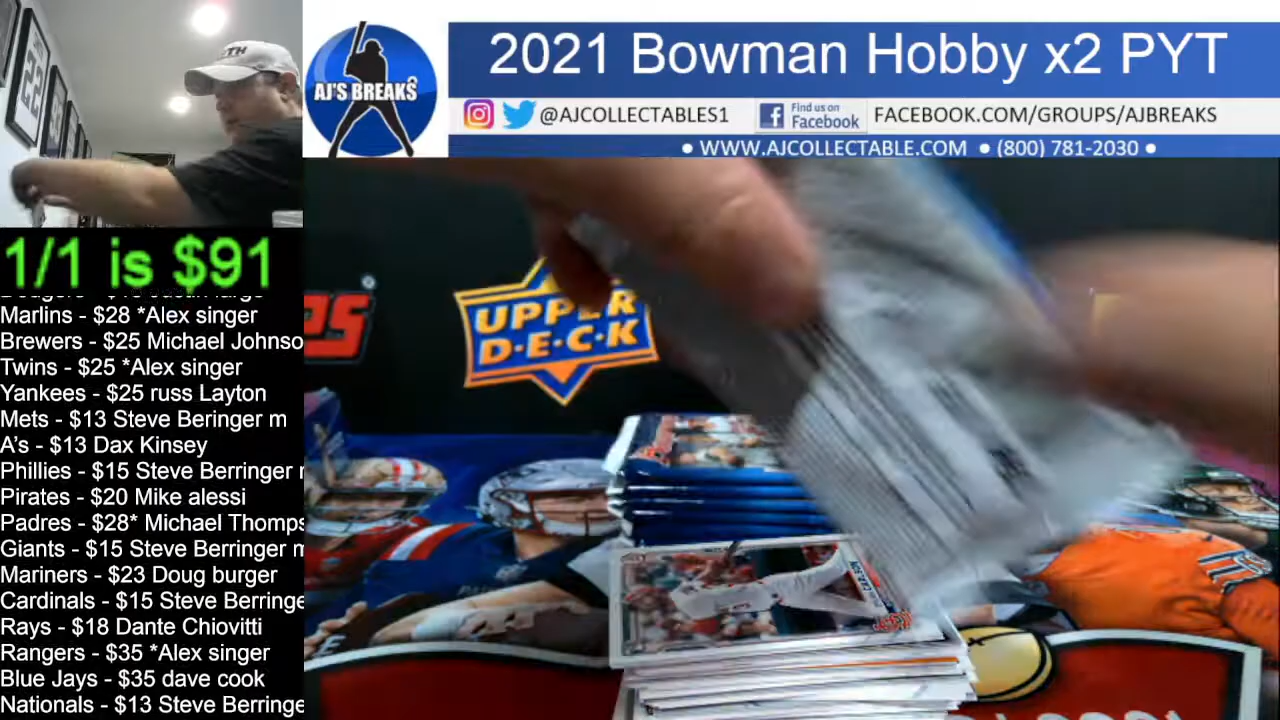 2021 Bowman Hobby x2 PYT
AJ'S BREAKS
@AJCOLLECTABLES1
Find us on
Facebook
FACEBOOK.COM/GROUPS/AJBREAKS
• WWW.AJCOLLECTABLE.COM • (800) 781-2030 •
1/1 is $91
Marlins - $28 *Alex singer
Brewers - $25 Michael Johnso
Twins - $25 *Alex singer
Yankees - $25 russ Layton
Mets - $13 Steve Beringer m
A's - $13 Dax Kinsey
Phillies - $15 Steve Berringer
Pirates - $20 Mike alessi
Padres - $28* Michael Thomps
Giants - $15 Steve Berringer m
Mariners - $23 Doug burger
Cardinals - $15 Steve Berringe
Rays - $18 Dante Chiovitti
Rangers - $35 *Alex singer
Blue Jays - $35 dave cook
Nationals - $13 Steve Berringe
UPPER
D•E•C•K